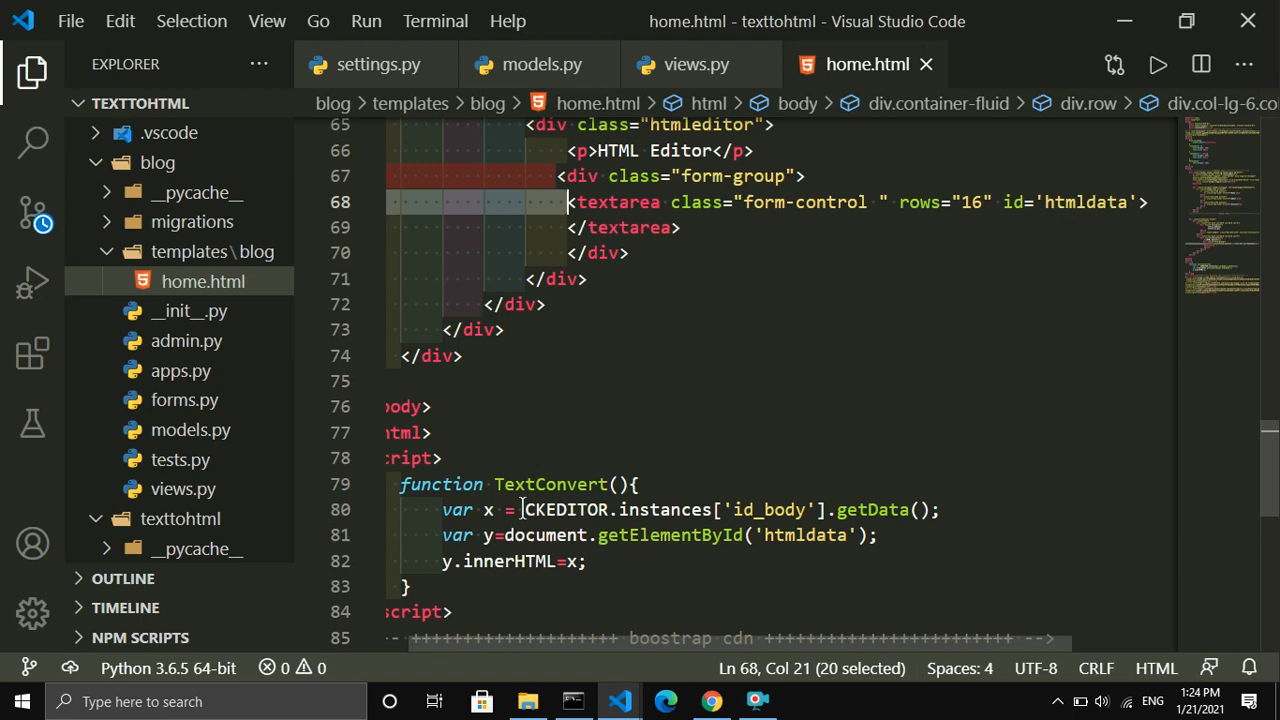 File Edit Selection View Go Run Terminal Help home.html • texttohtml - Visual Studio Code
EXPLORER ··· settings.py models.py views.py home.html
TEXTTOHTML
.vscode
blog
__pycache__
migrations
templates\blog
home.html
__init__.py
admin.py
apps.py
forms.py
models.py
tests.py
views.py
texttohtml
__pycache__
OUTLINE
TIMELINE
NPM SCRIPTS
blog > templates > blog > home.html > html > body > div.container-fluid > div.row > div.col-lg-6.co
65 <div class="htmleditor">
66 <p>HTML Editor</p>
67 <div class="form-group">
68 <textarea class="form-control " rows="16" id='htmldata'>
69 </textarea>
70 </div>
71 </div>
72 </div>
73 </div>
74 </div>
75
76 body>
77 html>
78 cript>
79 function TextConvert(){
80 var x = CKEDITOR.instances['id_body'].getData();
81 var y=document.getElementById('htmldata');
82 y.innerHTML=x;
83 }
84 script>
85 -- ++++++++++++++++++++ boostrap cdn ++++++++++++++++++++++++ -->
Python 3.6.5 64-bit 0 0 Ln 68, Col 21 (20 selected) Spaces: 4 UTF-8 CRLF HTML
Type here to search ENG 1:24 PM
1/21/2021